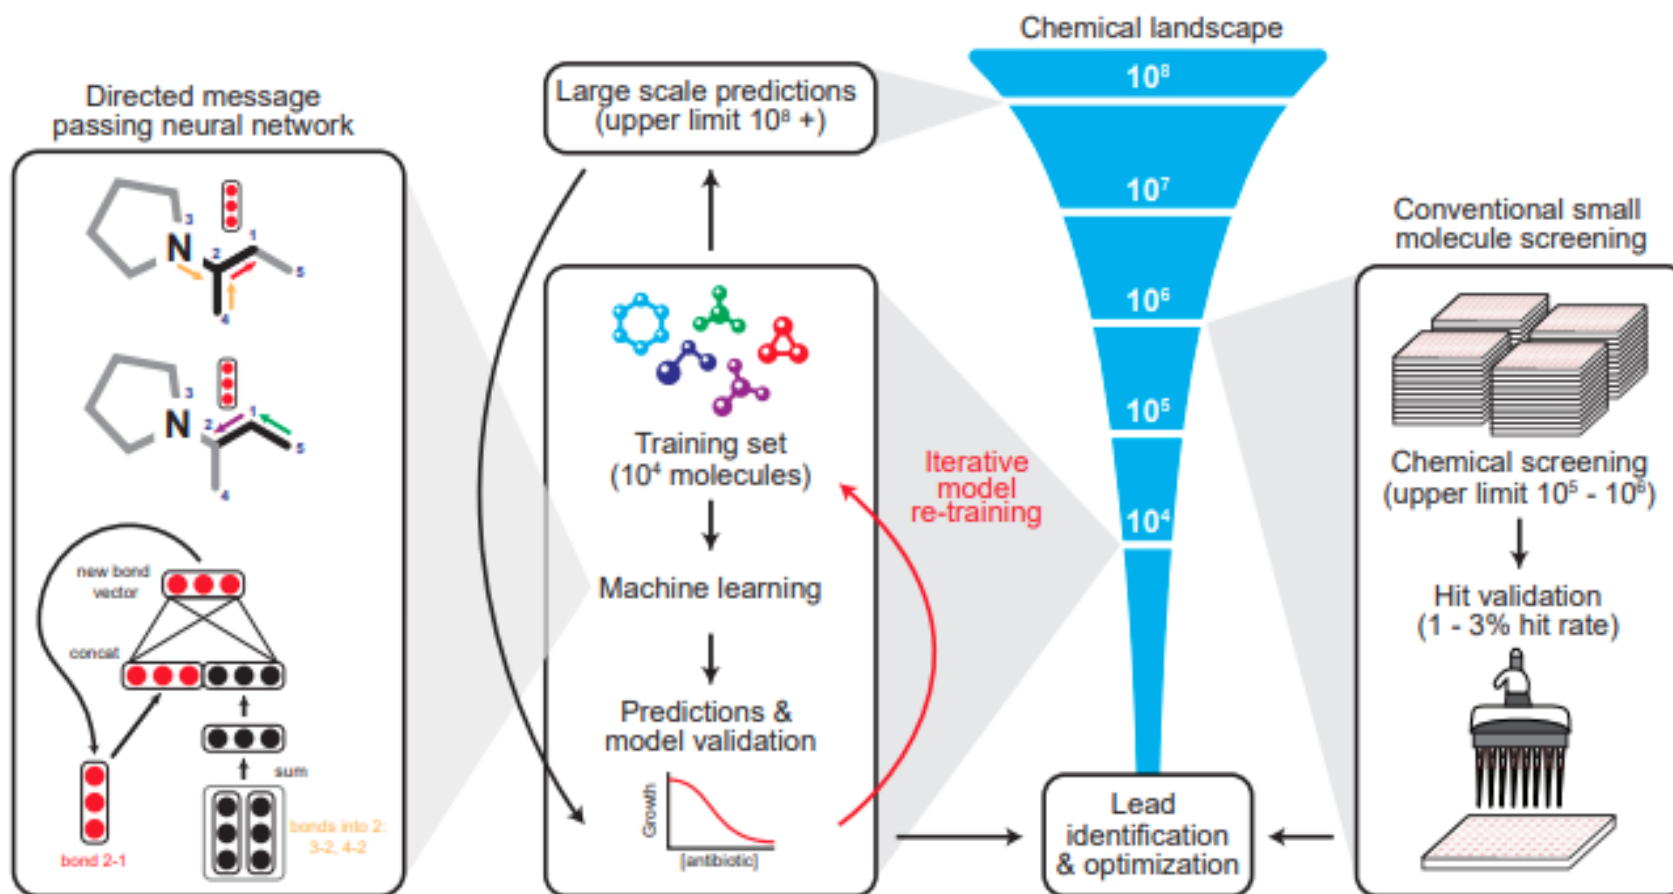 Directed message
passing neural network
3
N
2
1
5
4
3
N
2
1
5
4
new bond
vector
concat
sum
bond 2-1
bonds into 2:
3-2, 4-2
Large scale predictions
(upper limit 10⁸ +)
Training set
(10⁴ molecules)
Machine learning
Predictions &
model validation
Growth
[antibiotic]
Iterative
model
re-training
Chemical landscape
10⁸
10⁷
10⁶
10⁵
10⁴
Lead
identification
& optimization
Conventional small
molecule screening
Chemical screening
(upper limit 10⁵ - 10⁶)
Hit validation
(1 - 3% hit rate)